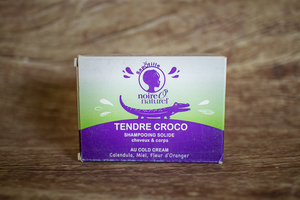 noire Ô
naturel
TENDRE CROCO
SHAMPOOING SOLIDE
cheveux & corps
AU COLD CREAM
Calendula, Miel, Fleur d'Oranger